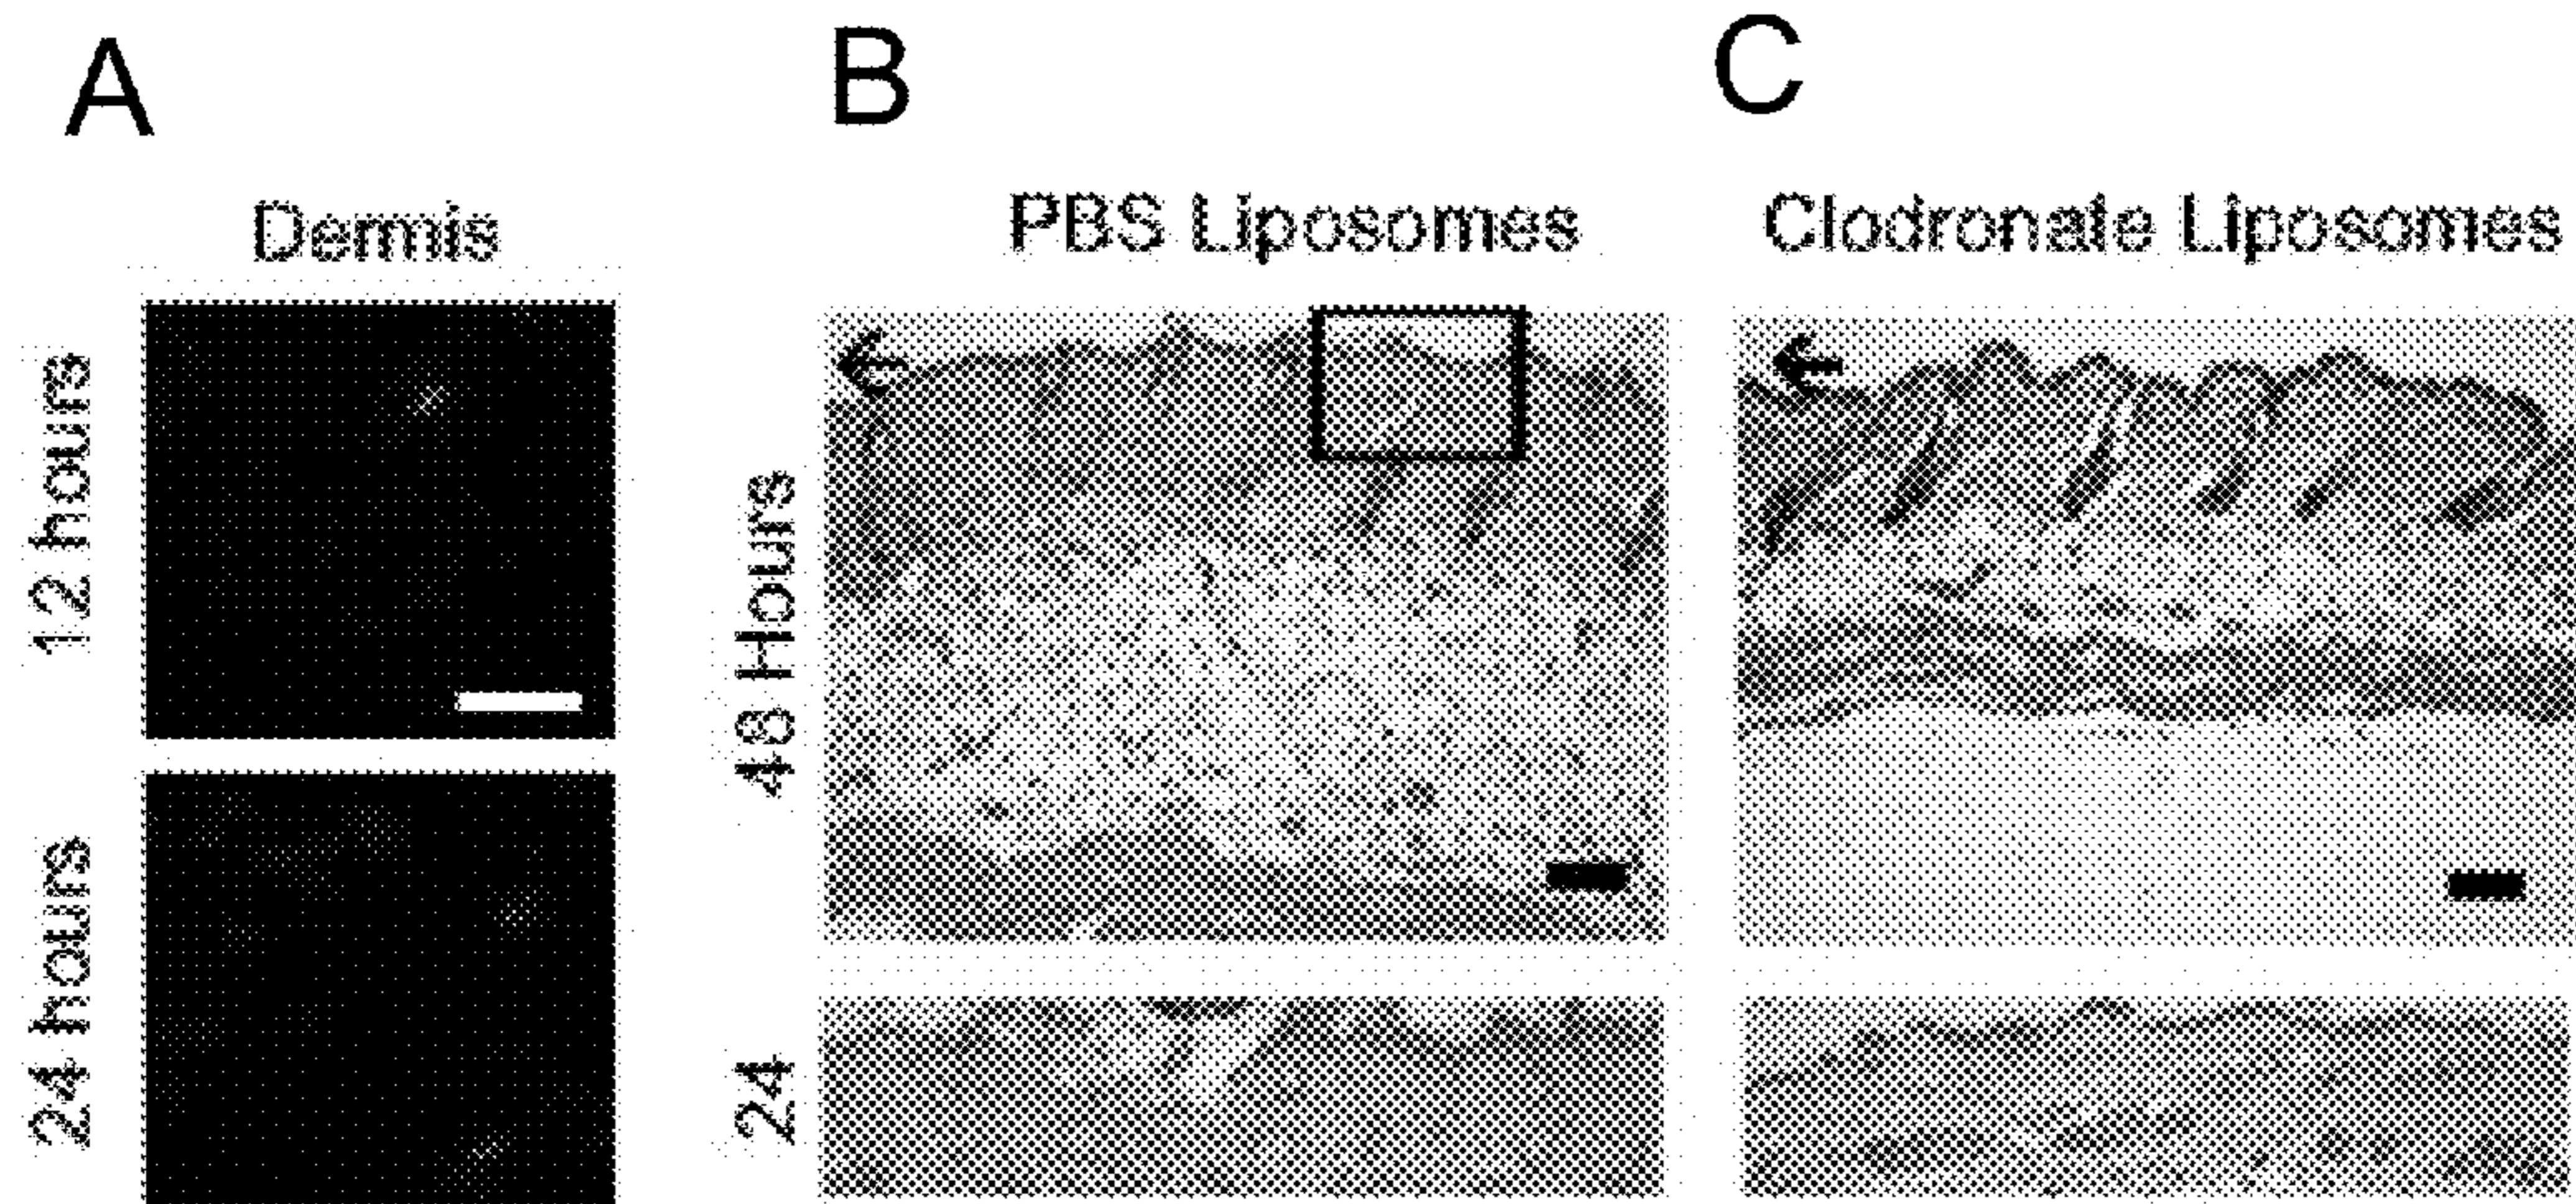 A
B
C
Dermis
PBS Liposomes
Clodronate Liposomes
12 hours
48 Hours
24 hours
24